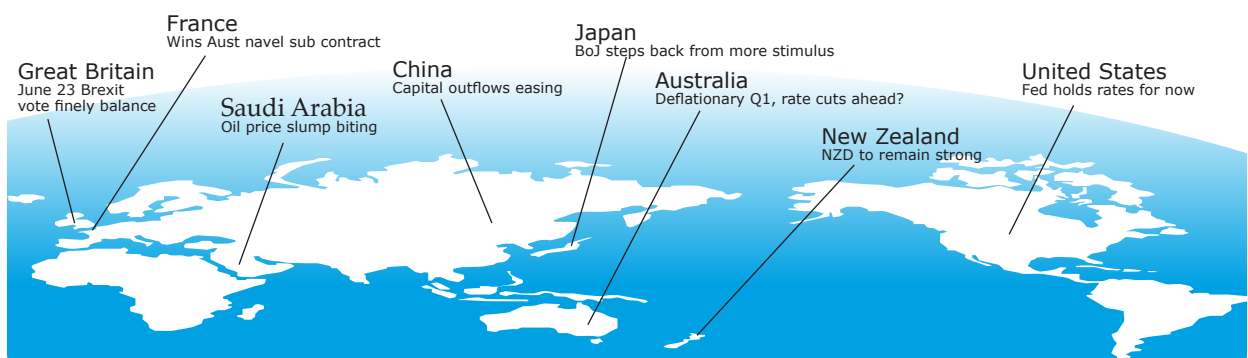 France
Wins Aust navel sub contract
Great Britain
June 23 Brexit
vote finely balance
Saudi Arabia
Oil price slump biting
China
Capital outflows easing
Japan
BoJ steps back from more stimulus
Australia
Deflationary Q1, rate cuts ahead?
New Zealand
NZD to remain strong
United States
Fed holds rates for now